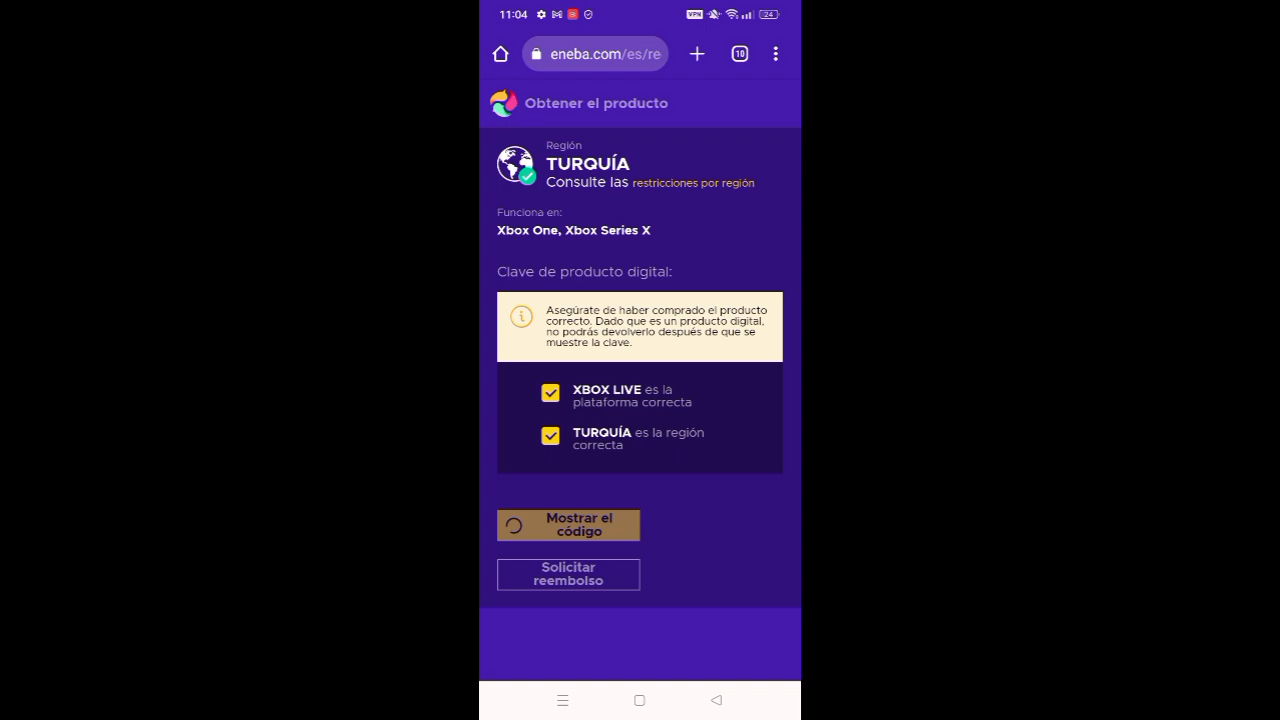 11:04
VPN
24
eneba.com/es/re
10
Obtener el producto
Región
TURQUÍA
Consulte las restricciones por región
Funciona en:
Xbox One, Xbox Series X
Clave de producto digital:
Asegúrate de haber comprado el producto
correcto. Dado que es un producto digital,
no podrás devolverlo después de que se
muestre la clave.
XBOX LIVE es la
plataforma correcta
TURQUÍA es la región
correcta
Mostrar el
código
Solicitar
reembolso